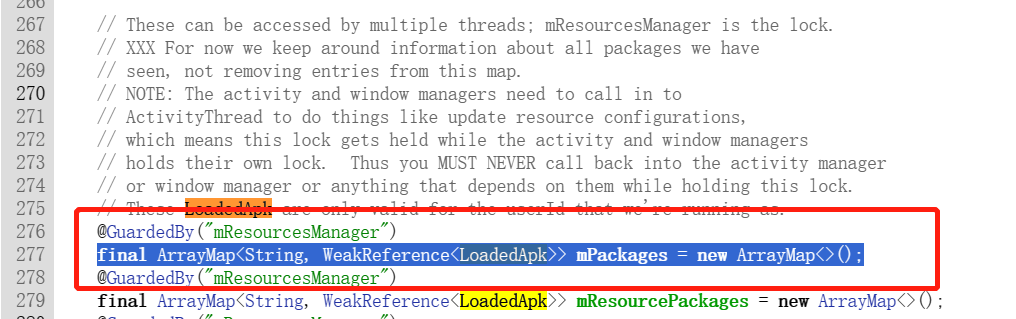 266
267 // These can be accessed by multiple threads; mResourcesManager is the lock.
268 // XXX For now we keep around information about all packages we have
269 // seen, not removing entries from this map.
270 // NOTE: The activity and window managers need to call in to
271 // ActivityThread to do things like update resource configurations,
272 // which means this lock gets held while the activity and window managers
273 // holds their own lock.  Thus you MUST NEVER call back into the activity manager
274 // or window manager or anything that depends on them while holding this lock.
275 // These LoadedApk are only valid for the userId that we're running as.
276 @GuardedBy("mResourcesManager")
277 final ArrayMap<String, WeakReference<LoadedApk>> mPackages = new ArrayMap<>();
278 @GuardedBy("mResourcesManager")
279 final ArrayMap<String, WeakReference<LoadedApk>> mResourcePackages = new ArrayMap<>();
280 @GuardedBy("mResourcesManager")